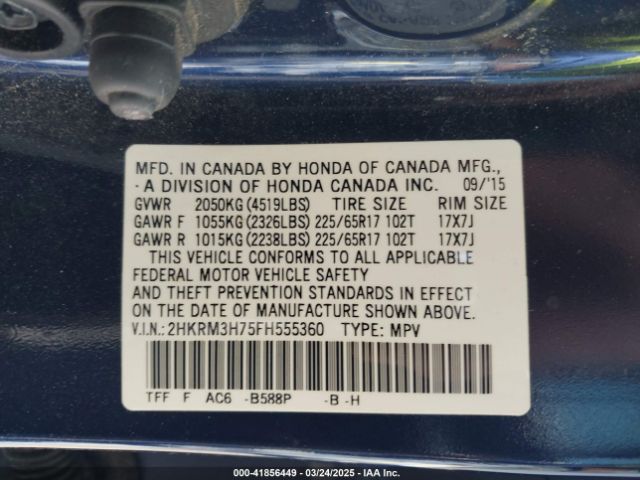 MFD. IN CANADA BY HONDA OF CANADA MFG.,
A DIVISION OF HONDA CANADA INC. 09/'15
GVWR 2050KG (4519LBS) TIRE SIZE RIM SIZE
GAWR F 1055KG (2326LBS) 225/65R17 102T 17X7J
GAWR R 1015KG (2238LBS) 225/65R17 102T 17X7J
THIS VEHICLE CONFORMS TO ALL APPLICABLE
FEDERAL MOTOR VEHICLE SAFETY
AND THEFT PREVENTION STANDARDS IN EFFECT
ON THE DATE OF MANUFACTURE SHOWN ABOVE.
V.I.N.: 2HKRM3H75FH555360 TYPE: MPV
TFF F AC6 -B588P -B -H
000-41856449 - 03/24/2025 - IAA Inc.